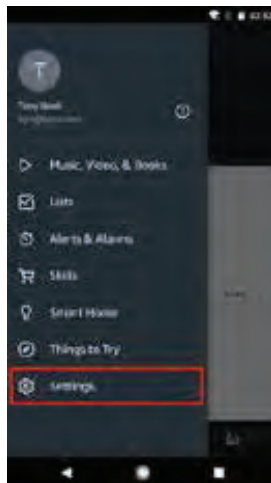 T
Music, Video, & Books
Lists
Alerts & Alarms
Skills
Smart Home
Things to Try
Settings